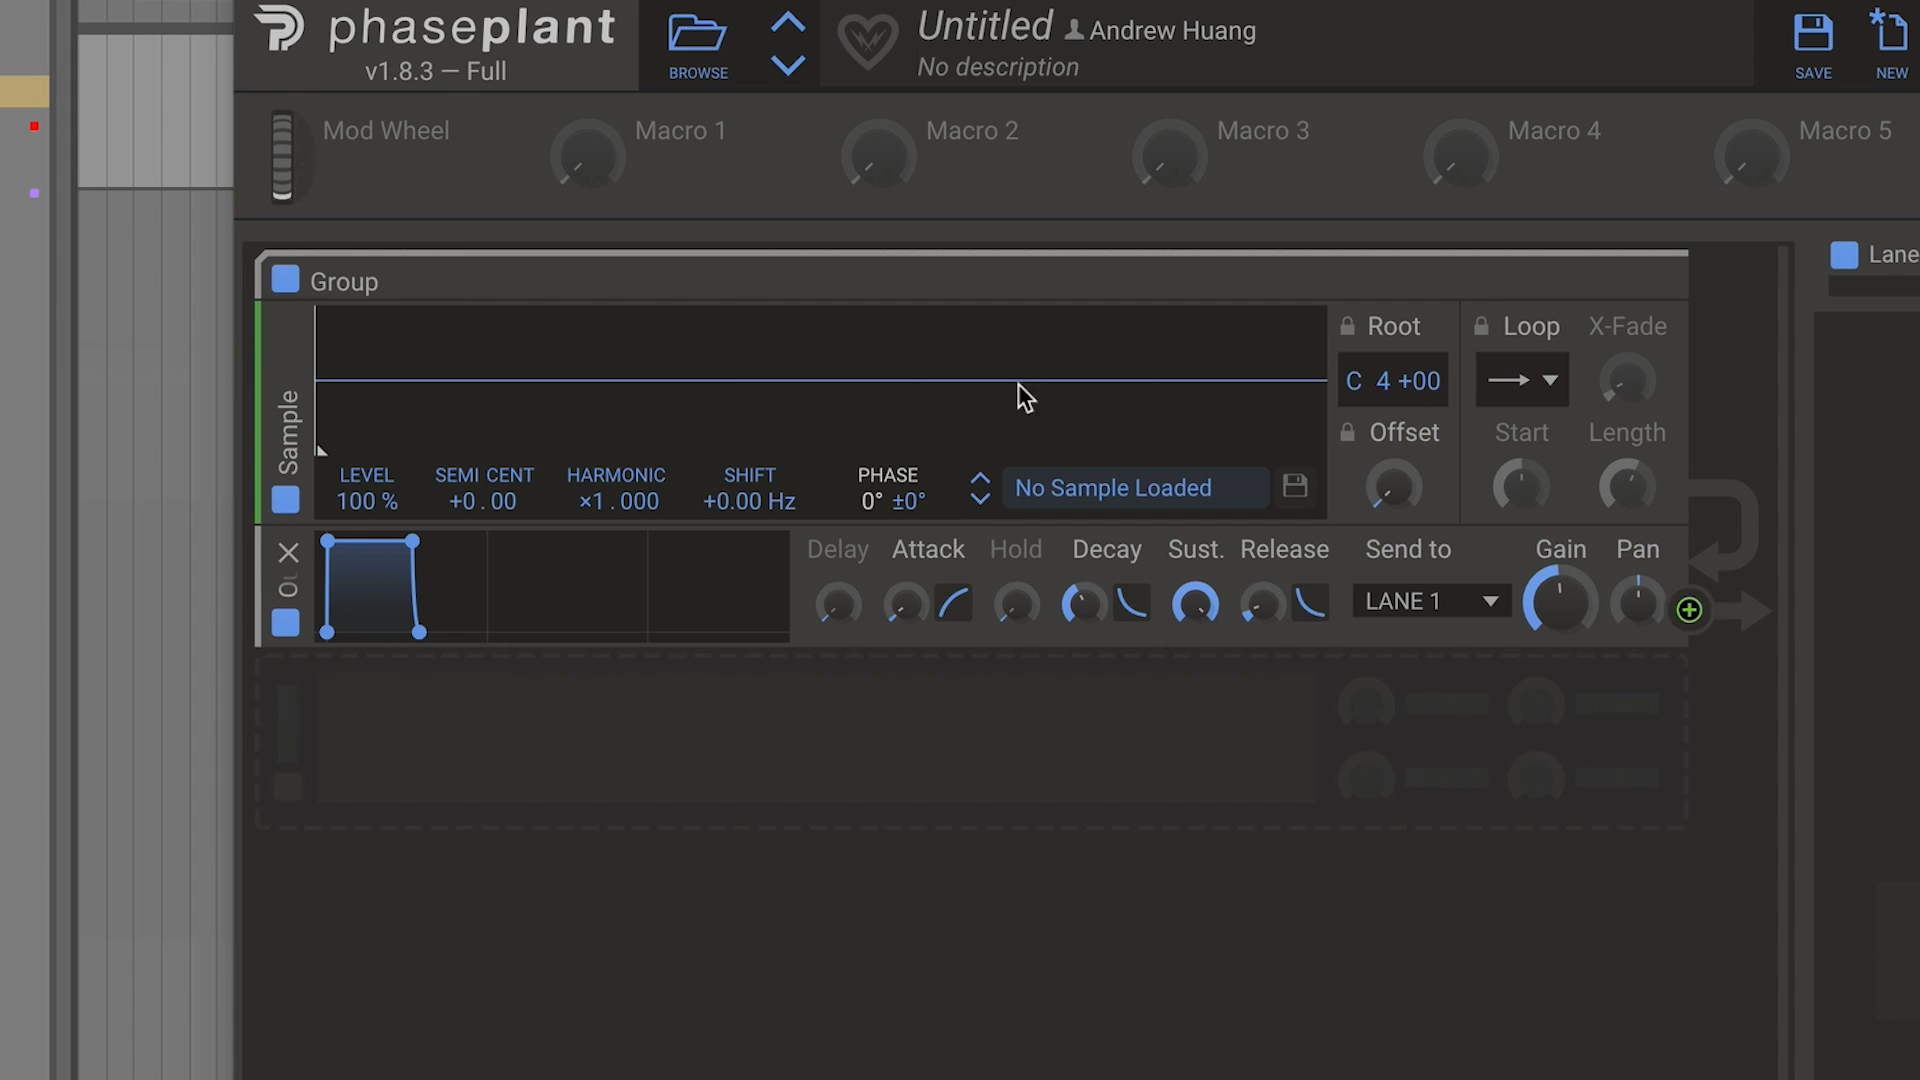 phaseplant
v1.8.3 – Full
BROWSE
Untitled Andrew Huang
No description
SAVE
NEW
Mod Wheel
Macro 1
Macro 2
Macro 3
Macro 4
Macro 5
Group
Lane
Sample
LEVEL
100 %
SEMI CENT
+0.00
HARMONIC
×1.000
SHIFT
+0.00 Hz
PHASE
0° ±0°
No Sample Loaded
Root
C 4 +00
Offset
Loop
X-Fade
Start
Length
Delay
Attack
Hold
Decay
Sust.
Release
Send to
LANE 1
Gain
Pan